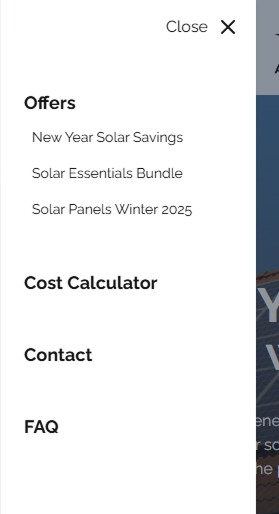 Close
Offers
New Year Solar Savings
Solar Essentials Bundle
Solar Panels Winter 2025
Cost Calculator
Contact
FAQ